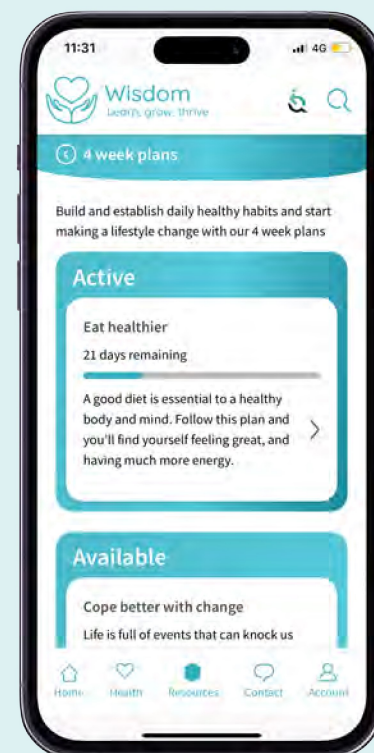 11:31
4G
Wisdom
Learn, grow, thrive
4 week plans
Build and establish daily healthy habits and start
making a lifestyle change with our 4 week plans
Active
Eat healthier
21 days remaining
A good diet is essential to a healthy
body and mind. Follow this plan and
you'll find yourself feeling great, and
having much more energy.
Available
Cope better with change
Life is full of events that can knock us
Home Health Resources Contact Account